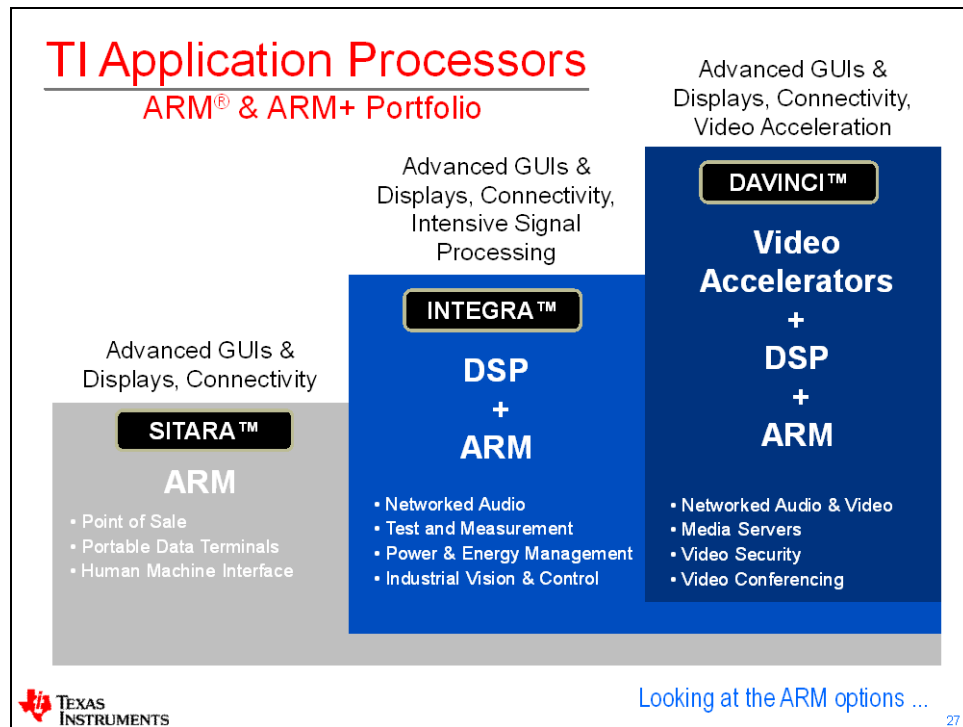 TI Application Processors
ARM® & ARM+ Portfolio
Advanced GUIs &
Displays, Connectivity
SITARA™
ARM
• Point of Sale
• Portable Data Terminals
• Human Machine Interface
Advanced GUIs &
Displays, Connectivity,
Intensive Signal
Processing
INTEGRA™
DSP
+
ARM
• Networked Audio
• Test and Measurement
• Power & Energy Management
• Industrial Vision & Control
Advanced GUIs &
Displays, Connectivity,
Video Acceleration
DAVINCI™
Video
Accelerators
+
DSP
+
ARM
• Networked Audio & Video
• Media Servers
• Video Security
• Video Conferencing
TEXAS
INSTRUMENTS
Looking at the ARM options ...
27